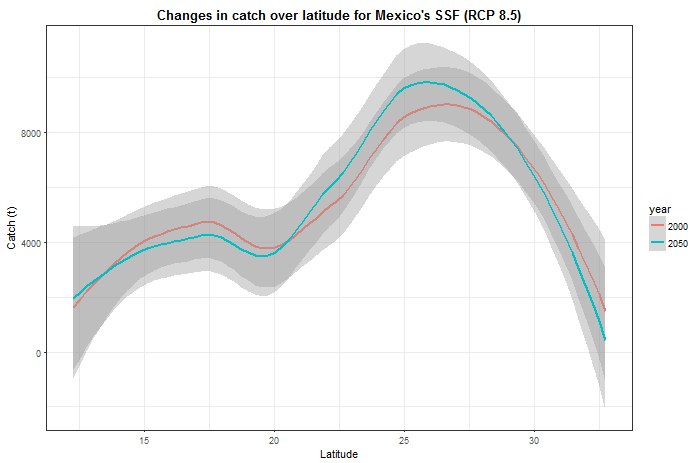 Changes in catch over latitude for Mexico's SSF (RCP 8.5)
Catch (t)
8000
4000
0
15 20 25 30
Latitude
year
2000
2050